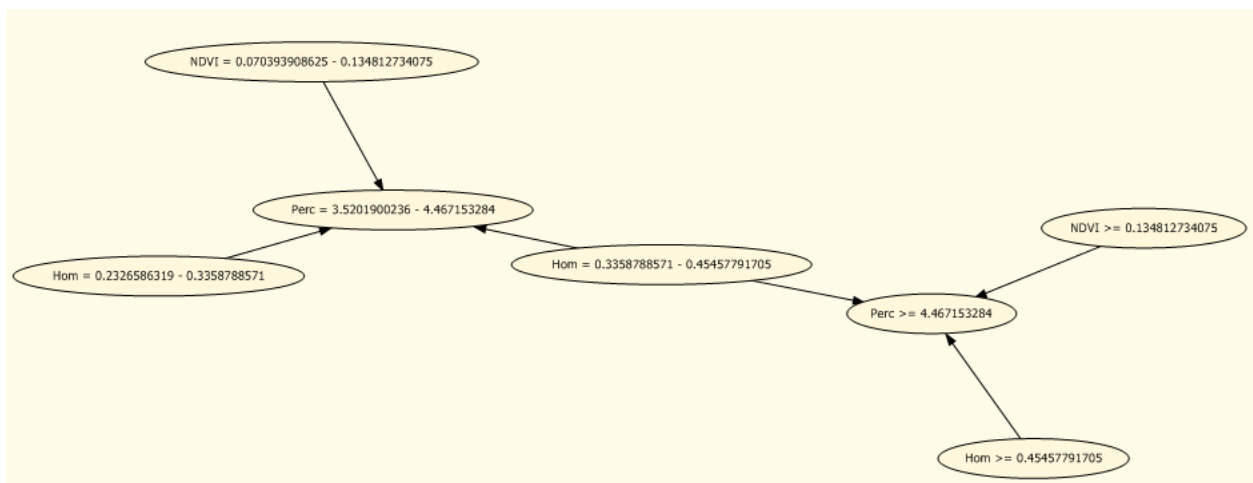 NDVI = 0.070393908625 - 0.134812734075
Perc = 3.5201900236 - 4.467153284
NDVI >= 0.134812734075
Hom = 0.2326586319 - 0.3358788571
Hom = 0.3358788571 - 0.45457791705
Perc >= 4.467153284
Hom >= 0.45457791705